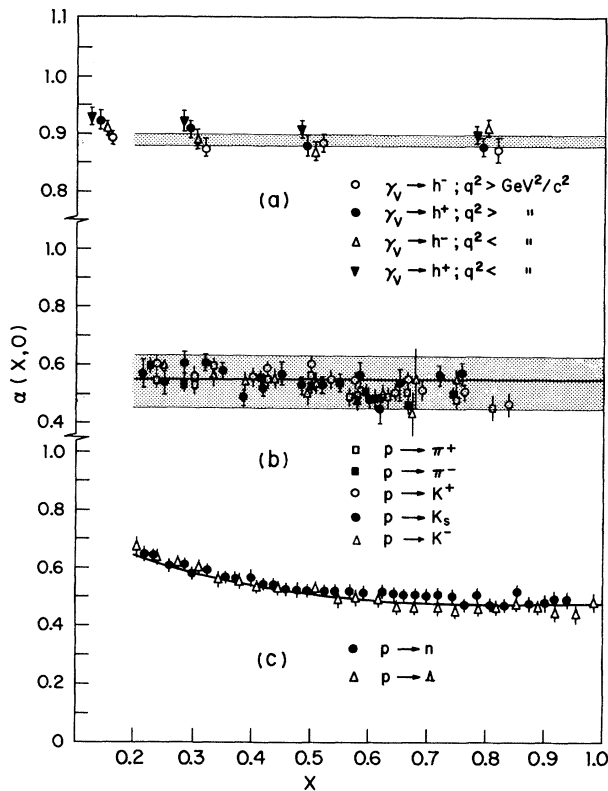 1.1
1.0
0.9
0.8
(a)
○ γV → h− ; q2 > GeV2/c2
● γV → h+ ; q2 > "
△ γV → h− ; q2 < "
▼ γV → h+ ; q2 < "
1.0
0.6
0.4
α (X,0)
(b)
□ p → π+
■ p → π−
○ p → K+
● p → Ks
△ p → K−
1.0
0.8
0.6
0.4
0.2
0
(c)
● p → n
△ p → Λ
0.2 0.3 0.4 0.5 0.6 0.7 0.8 0.9 1.0
X